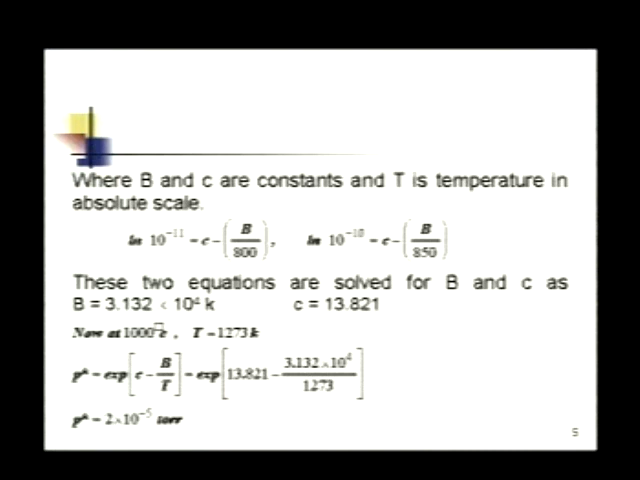 Where B and c are constants and T is temperature in
absolute scale.
ln 10^{-11} = c - (B/800),    ln 10^{-10} = c - (B/850)
These two equations are solved for B and c as
B = 3.132 × 10^4 k    c = 13.821
Now at 1000°c ,  T = 1273k
p^* = exp[c - B/T] = exp[13.821 - 3.132×10^4/1273]
p^* = 2×10^{-5} torr
5